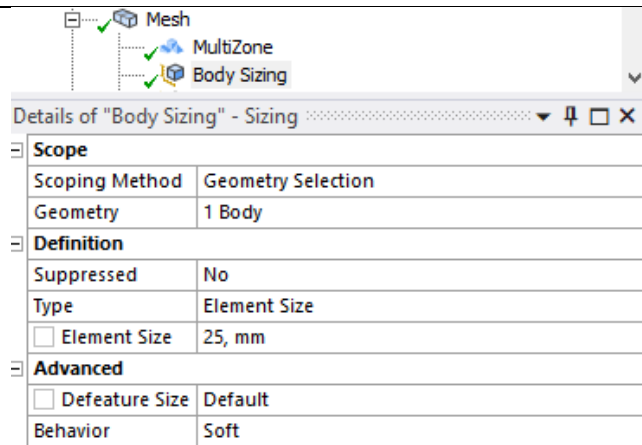 Mesh
MultiZone
Body Sizing
Details of "Body Sizing" - Sizing
Scope
Scoping Method Geometry Selection
Geometry 1 Body
Definition
Suppressed No
Type Element Size
Element Size 25, mm
Advanced
Defeature Size Default
Behavior Soft